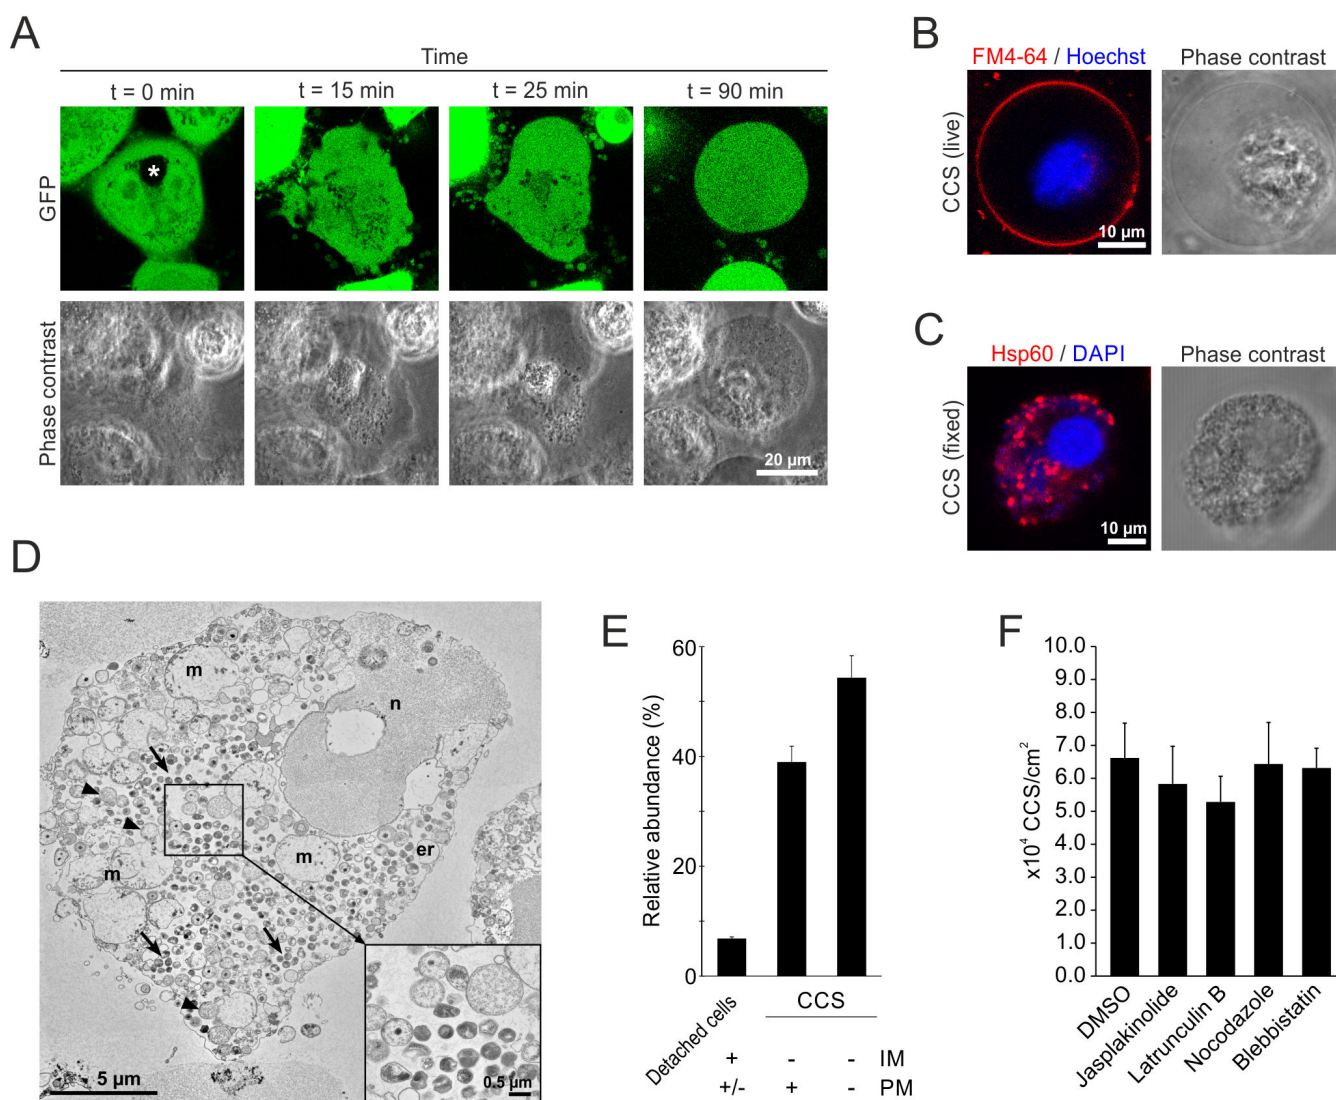 A
Time
t = 0 min
t = 15 min
t = 25 min
t = 90 min
GFP
*
Phase contrast
20 µm
B
FM4-64 / Hoechst
Phase contrast
CCS (live)
10 µm
C
Hsp60 / DAPI
Phase contrast
CCS (fixed)
10 µm
D
m
n
m
m
er
5 µm
0.5 µm
E
Relative abundance (%)
60
40
20
0
Detached cells
CCS
+ - - IM
+/- + - PM
F
x10⁴ CCS/cm²
10.0
9.0
8.0
7.0
6.0
5.0
4.0
3.0
2.0
1.0
0.0
DMSO
Jasplakinolide
Latrunculin B
Nocodazole
Blebbistatin